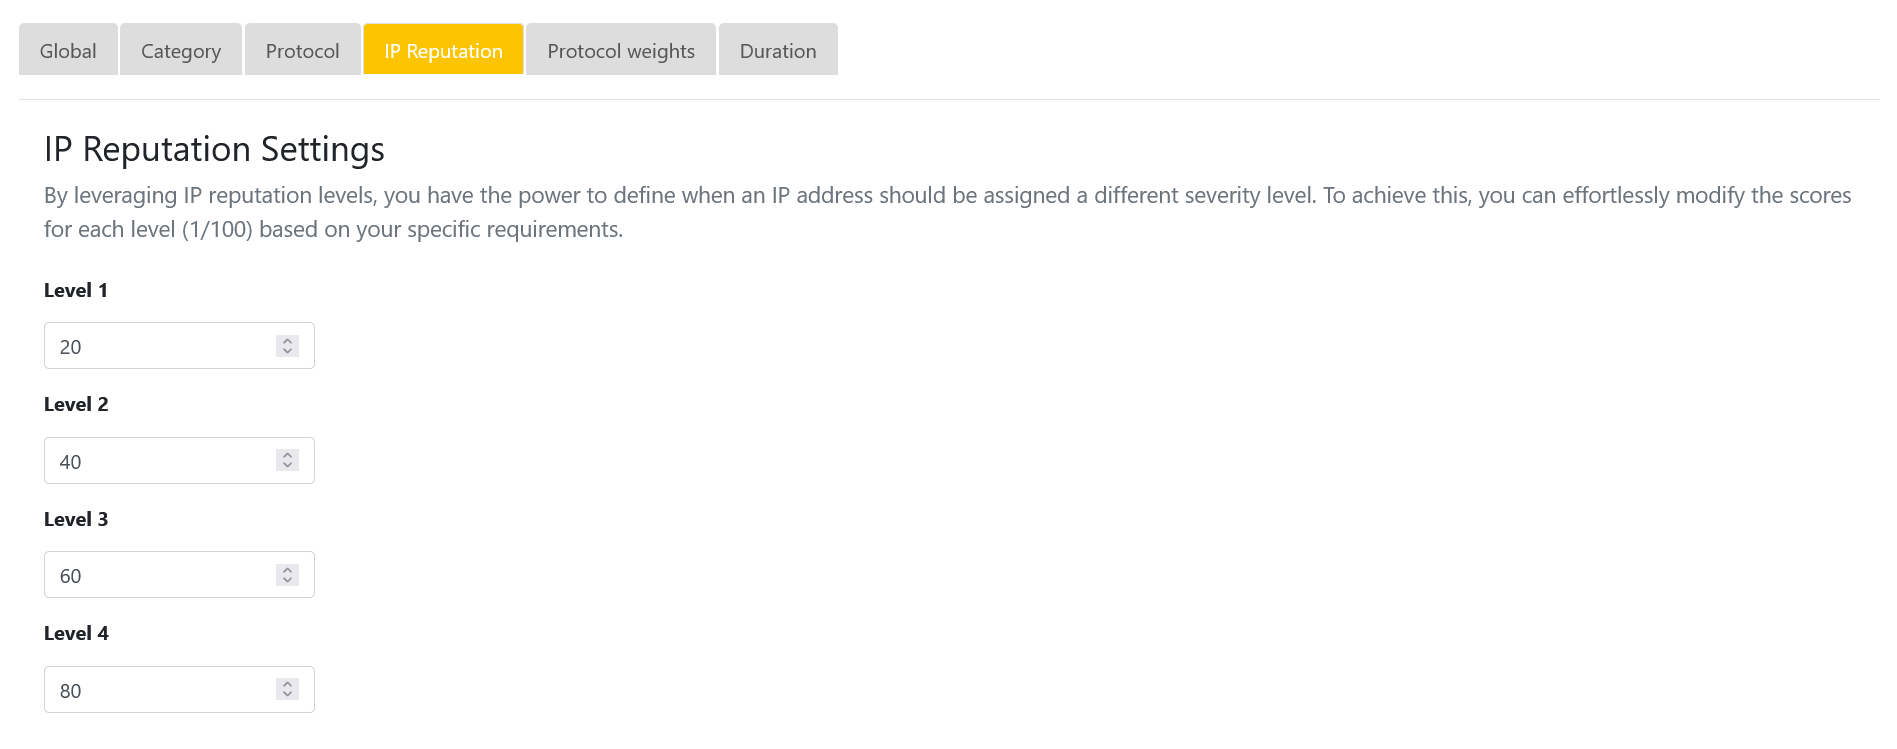 Global Category Protocol IP Reputation Protocol weights Duration
IP Reputation Settings
By leveraging IP reputation levels, you have the power to define when an IP address should be assigned a different severity level. To achieve this, you can effortlessly modify the scores
for each level (1/100) based on your specific requirements.
Level 1
20
Level 2
40
Level 3
60
Level 4
80